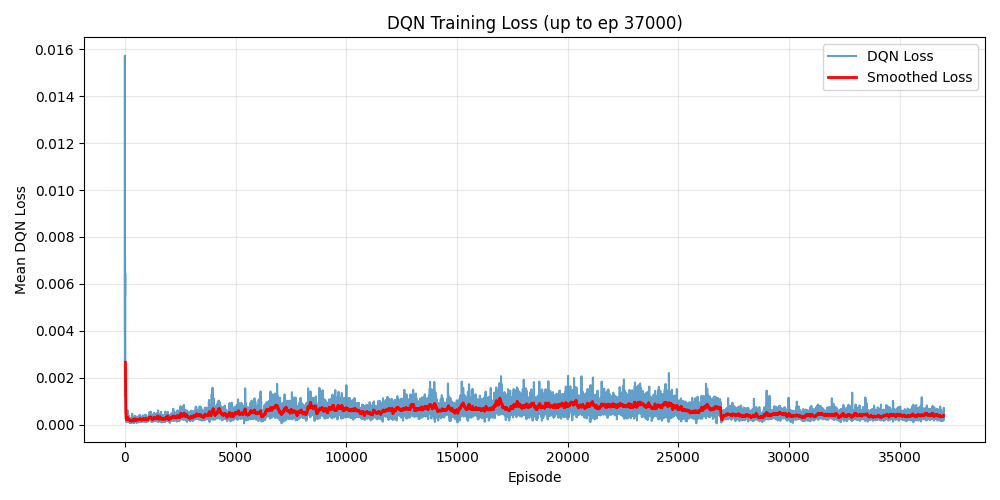 DQN Training Loss (up to ep 37000)
DQN Loss
Smoothed Loss
Mean DQN Loss
0.016
0.014
0.012
0.010
0.008
0.006
0.004
0.002
0.000
0 5000 10000 15000 20000 25000 30000 35000
Episode